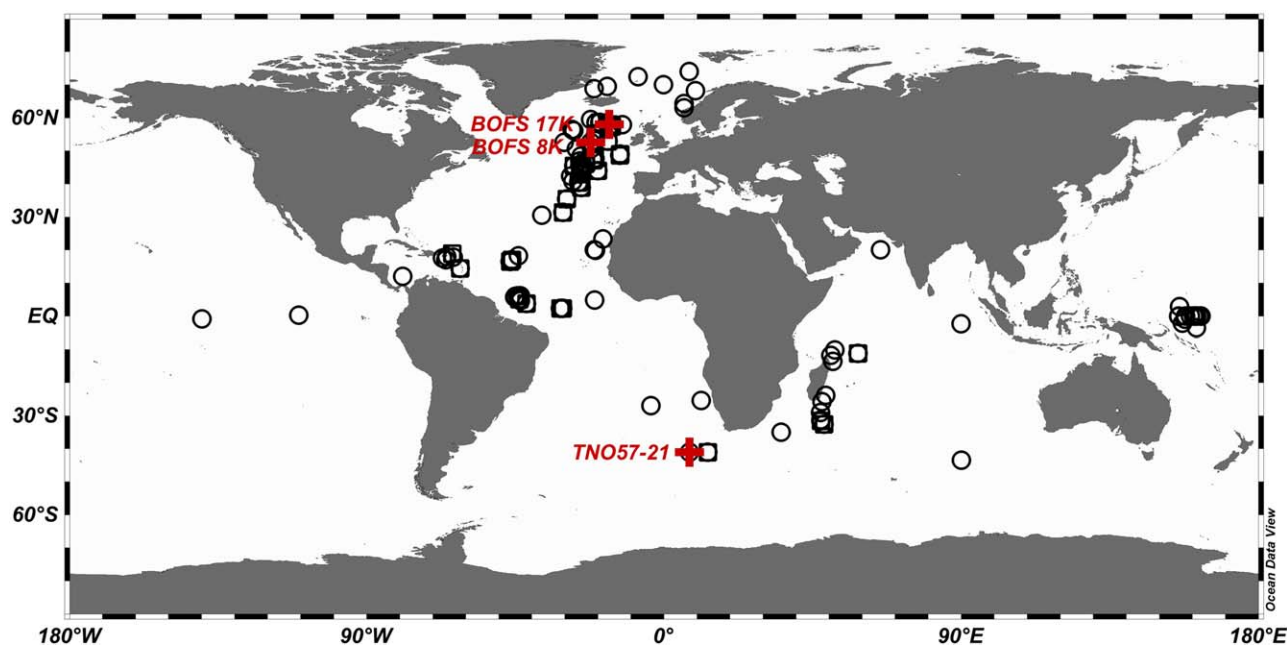 60°N
BOFS 17K
BOFS 8K
30°N
EQ
30°S
TNO57-21
60°S
Ocean Data View
180°W
90°W
0°
90°E
180°E